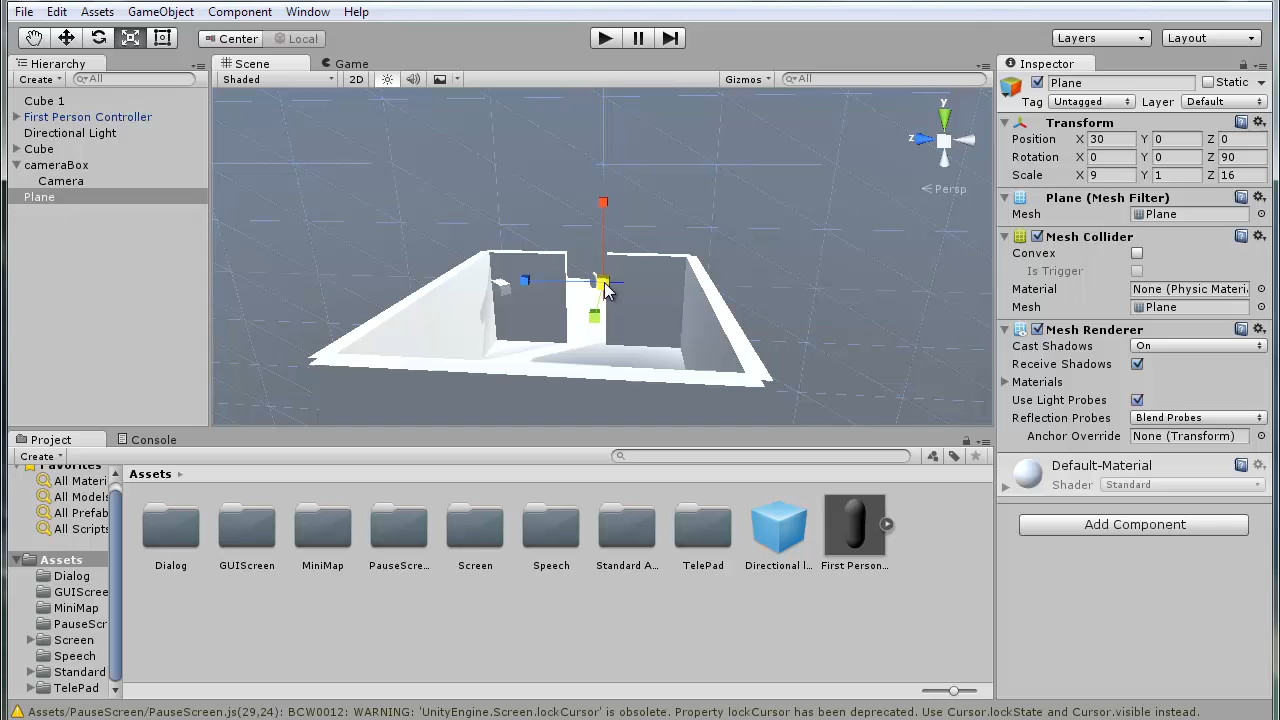 File Edit Assets GameObject Component Window Help
Center Local Layers Layout
Hierarchy
Create All
Cube 1
First Person Controller
Directional Light
Cube
cameraBox
Camera
Plane
Scene Game
Shaded 2D Gizmos All
y
z
Persp
Inspector
Plane Static
Tag Untagged Layer Default
Transform
Position X 30 Y 0 Z 0
Rotation X 0 Y 0 Z 90
Scale X 9 Y 1 Z 16
Plane (Mesh Filter)
Mesh Plane
Mesh Collider
Convex
Is Trigger
Material None (Physic Materi
Mesh Plane
Mesh Renderer
Cast Shadows On
Receive Shadows
Materials
Use Light Probes
Reflection Probes Blend Probes
Anchor Override None (Transform)
Default-Material
Shader Standard
Add Component
Project Console
Create
Favorites
All Materi
All Models
All Prefab
All Scripts
Assets
Dialog
GUIScree
MiniMap
PauseScr
Screen
Speech
Standard
TelePad
Assets
Dialog GUIScreen MiniMap PauseScre... Screen Speech Standard A... TelePad Directional l... First Person...
Assets/PauseScreen/PauseScreen.js(29,24): BCW0012: WARNING: 'UnityEngine.Screen.lockCursor' is obsolete. Property lockCursor has been deprecated. Use Cursor.lockState and Cursor.visible instead.